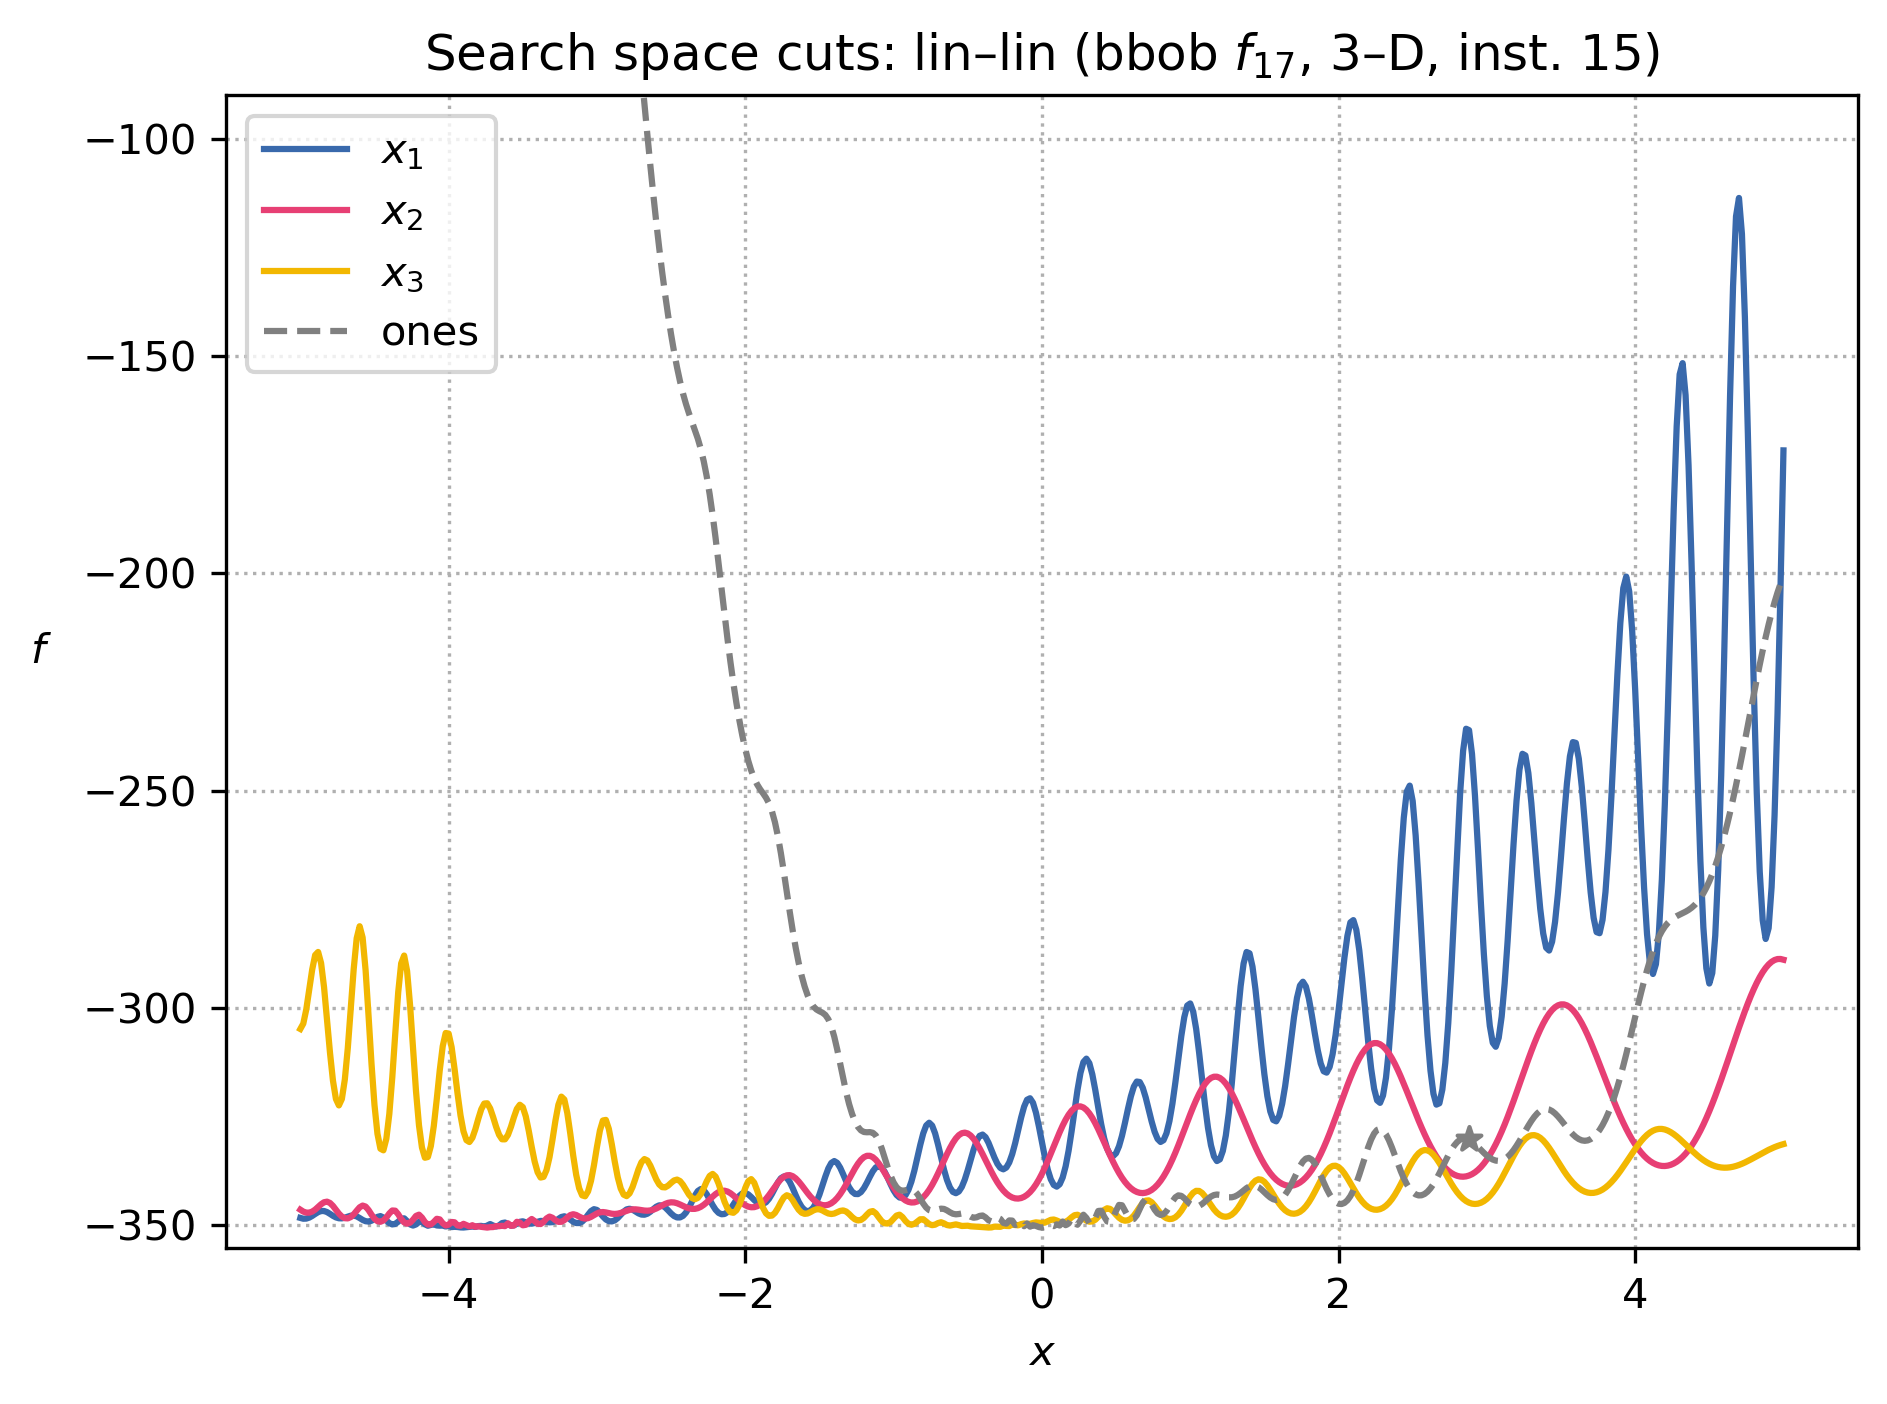 Search space cuts: lin–lin (bbob f₁₇, 3–D, inst. 15)
x₁
x₂
x₃
ones
f
−100
−150
−200
−250
−300
−350
−4
−2
0
2
4
x